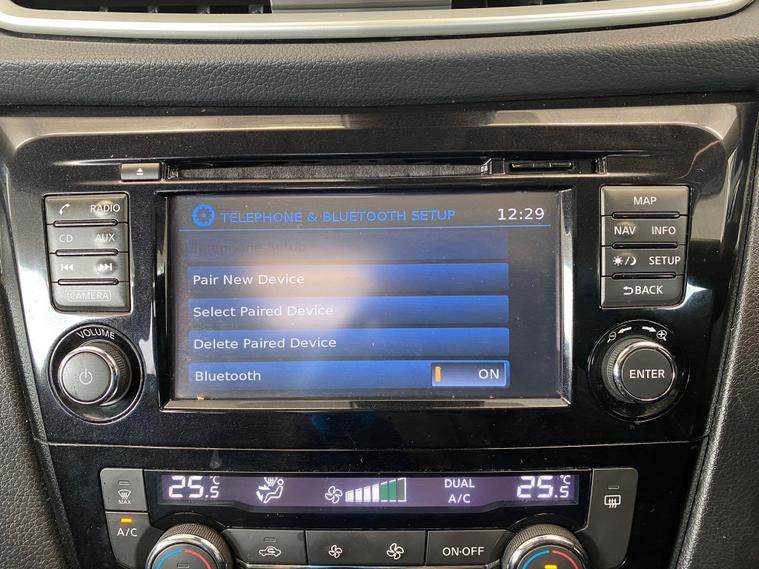 RADIO
CD AUX
CAMERA
VOLUME
TELEPHONE & BLUETOOTH SETUP 12:29
Pair New Device
Select Paired Device
Delete Paired Device
Bluetooth ON
MAP
NAV INFO
SETUP
BACK
ENTER
MAX
A/C
25.5 °C
DUAL
A/C
25.5 °C
ON·OFF